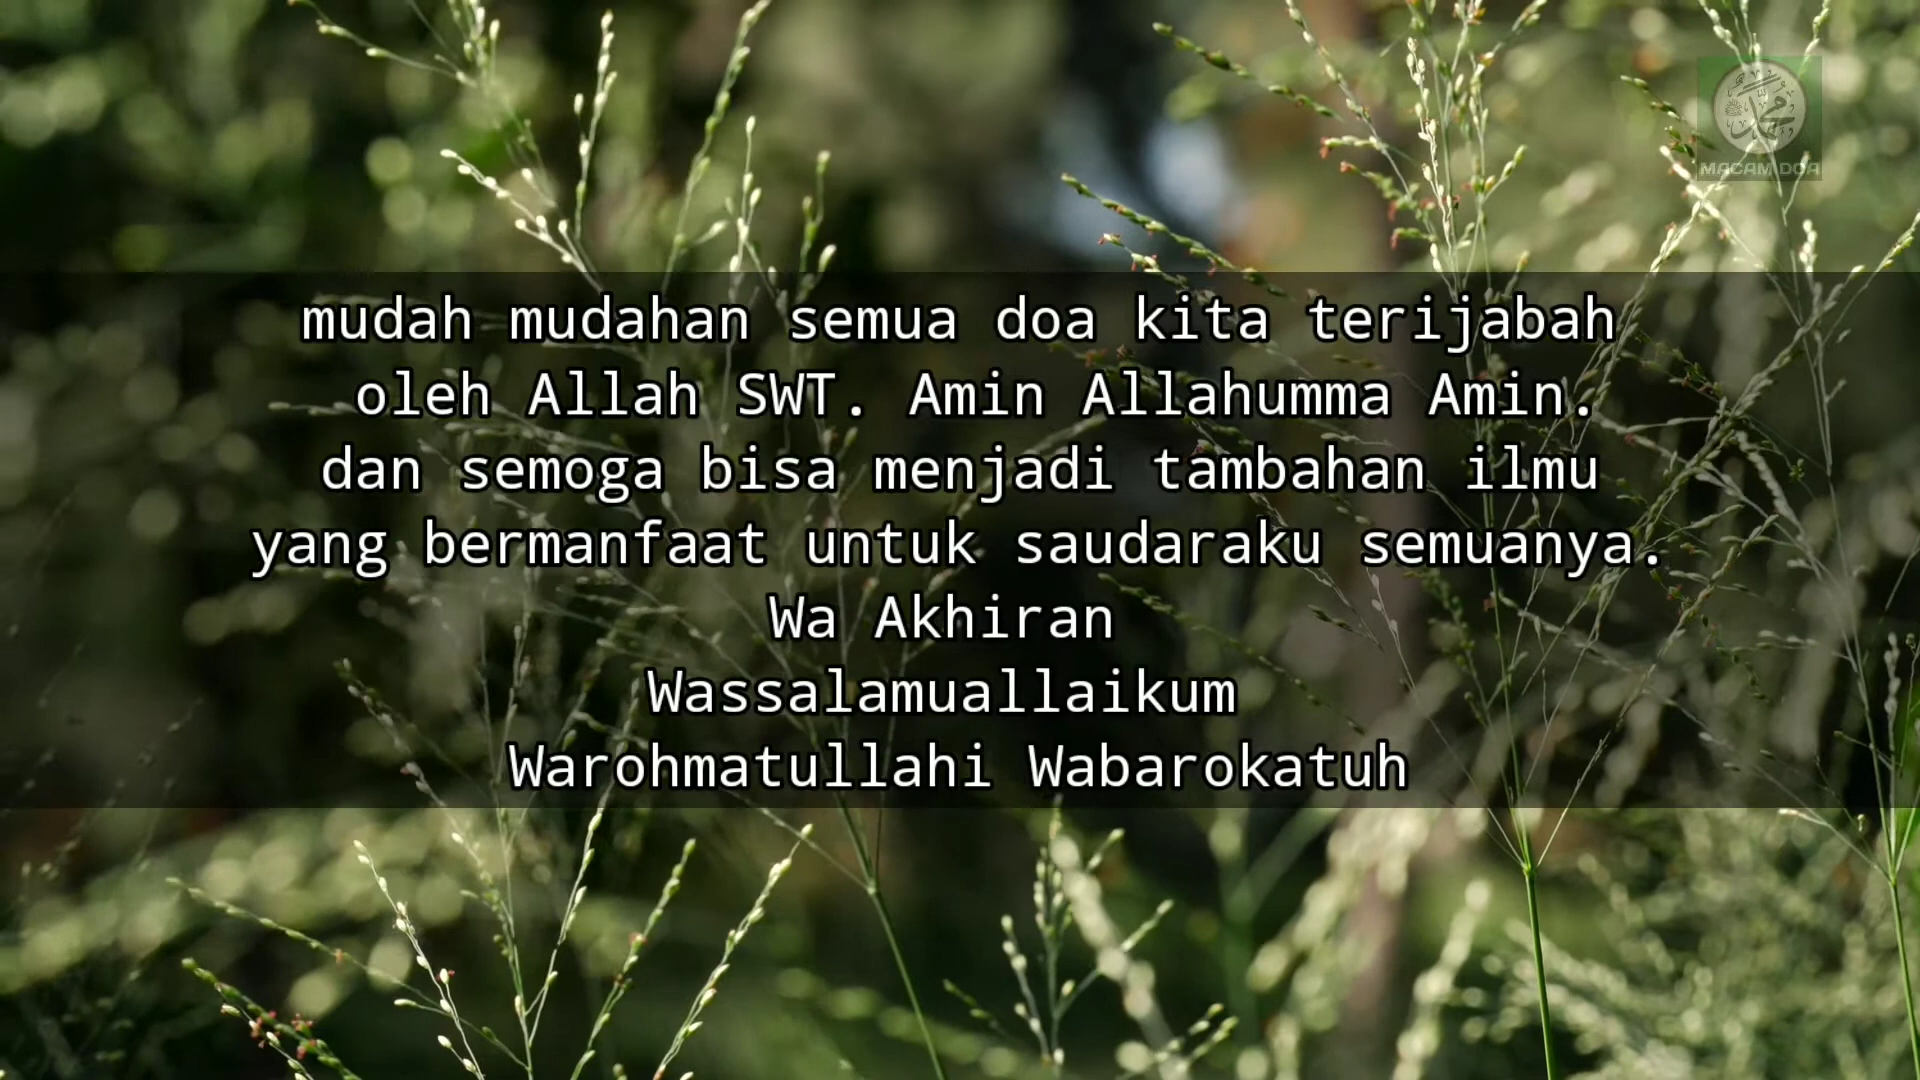 محمد
MACAM DOA
mudah mudahan semua doa kita terijabah
oleh Allah SWT. Amin Allahumma Amin.
dan semoga bisa menjadi tambahan ilmu
yang bermanfaat untuk saudaraku semuanya.
Wa Akhiran
Wassalamuallaikum
Warohmatullahi Wabarokatuh